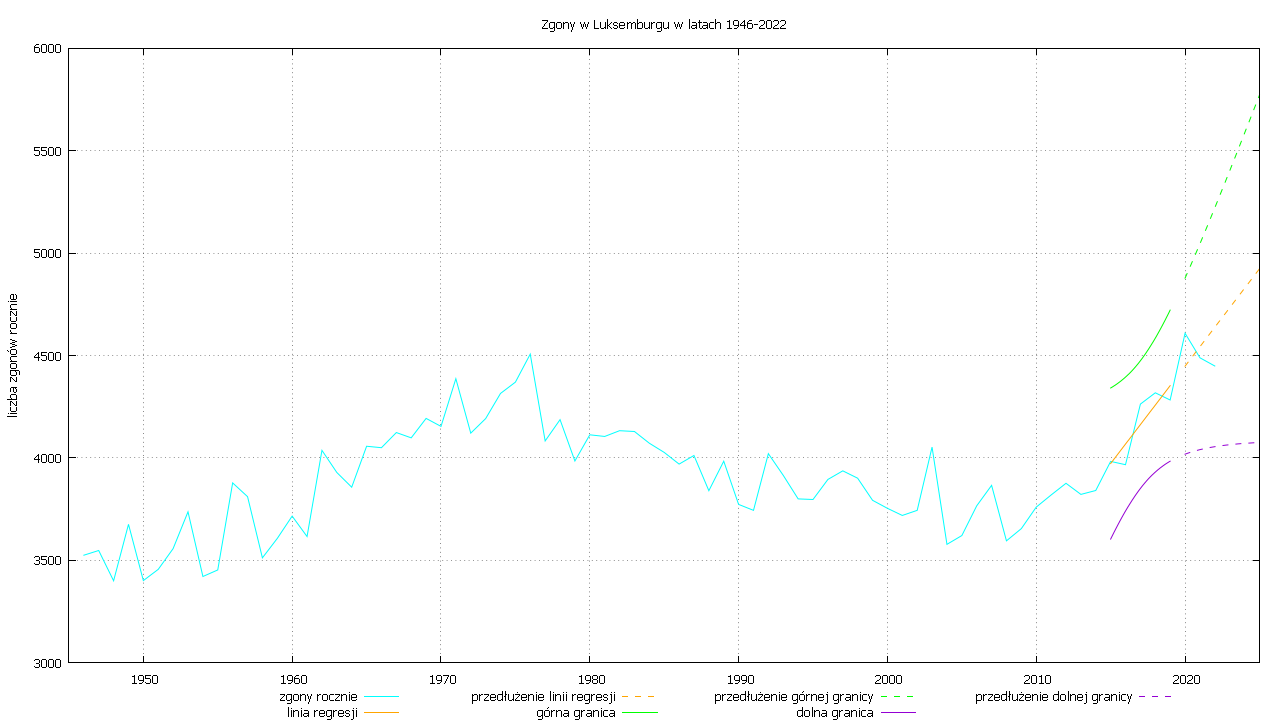 Zgony w Luksemburgu w latach 1946-2022
liczba zgonów rocznie
6000
5500
5000
4500
4000
3500
3000
1950 1960 1970 1980 1990 2000 2010 2020
zgony rocznie przedłużenie linii regresji przedłużenie górnej granicy przedłużenie dolnej granicy
linia regresji górna granica dolna granica